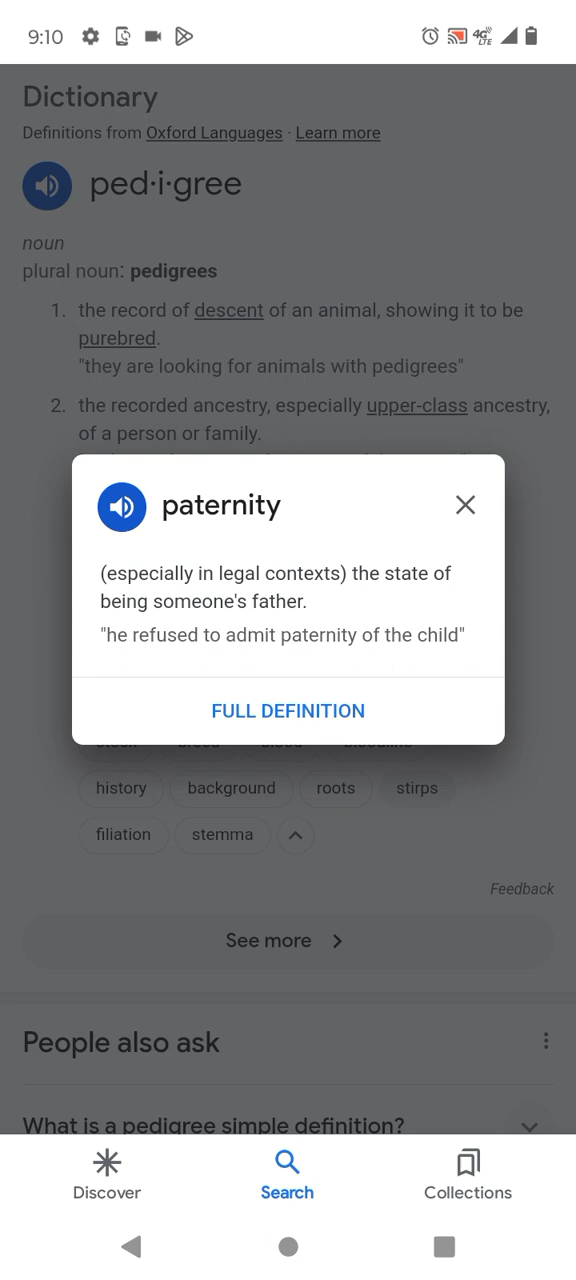 9:10
4G LTE
Dictionary
Definitions from Oxford Languages · Learn more
ped·i·gree
noun
plural noun: pedigrees
1. the record of descent of an animal, showing it to be
purebred.
"they are looking for animals with pedigrees"
2. the recorded ancestry, especially upper-class ancestry,
of a person or family.
paternity
(especially in legal contexts) the state of
being someone's father.
"he refused to admit paternity of the child"
FULL DEFINITION
history background roots stirps
filiation stemma
Feedback
See more
People also ask
What is a pedigree simple definition?
Discover Search Collections